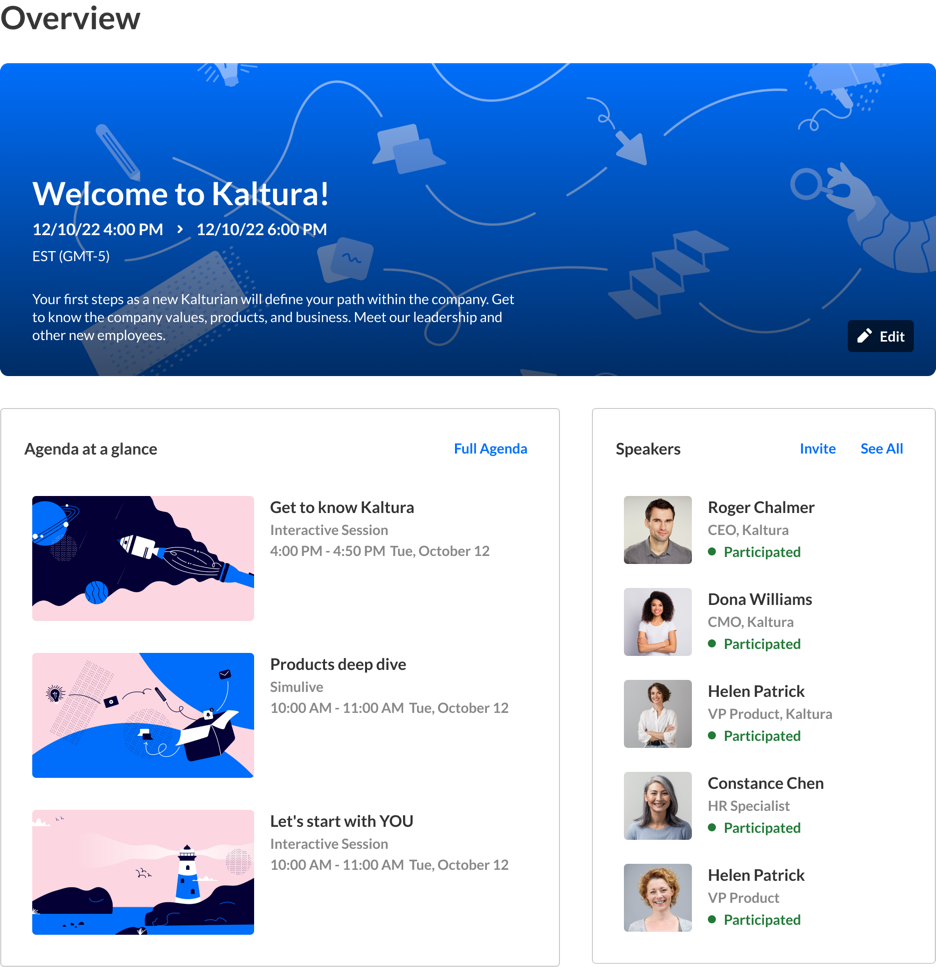 Overview
Welcome to Kaltura!
12/10/22 4:00 PM > 12/10/22 6:00 PM
EST (GMT-5)
Your first steps as a new Kalturian will define your path within the company. Get
to know the company values, products, and business. Meet our leadership and
other new employees.
Edit
Agenda at a glance
Full Agenda
Get to know Kaltura
Interactive Session
4:00 PM - 4:50 PM Tue, October 12
Products deep dive
Simulive
10:00 AM - 11:00 AM Tue, October 12
Let's start with YOU
Interactive Session
10:00 AM - 11:00 AM Tue, October 12
Speakers
Invite
See All
Roger Chalmer
CEO, Kaltura
Participated
Dona Williams
CMO, Kaltura
Participated
Helen Patrick
VP Product, Kaltura
Participated
Constance Chen
HR Specialist
Participated
Helen Patrick
VP Product
Participated